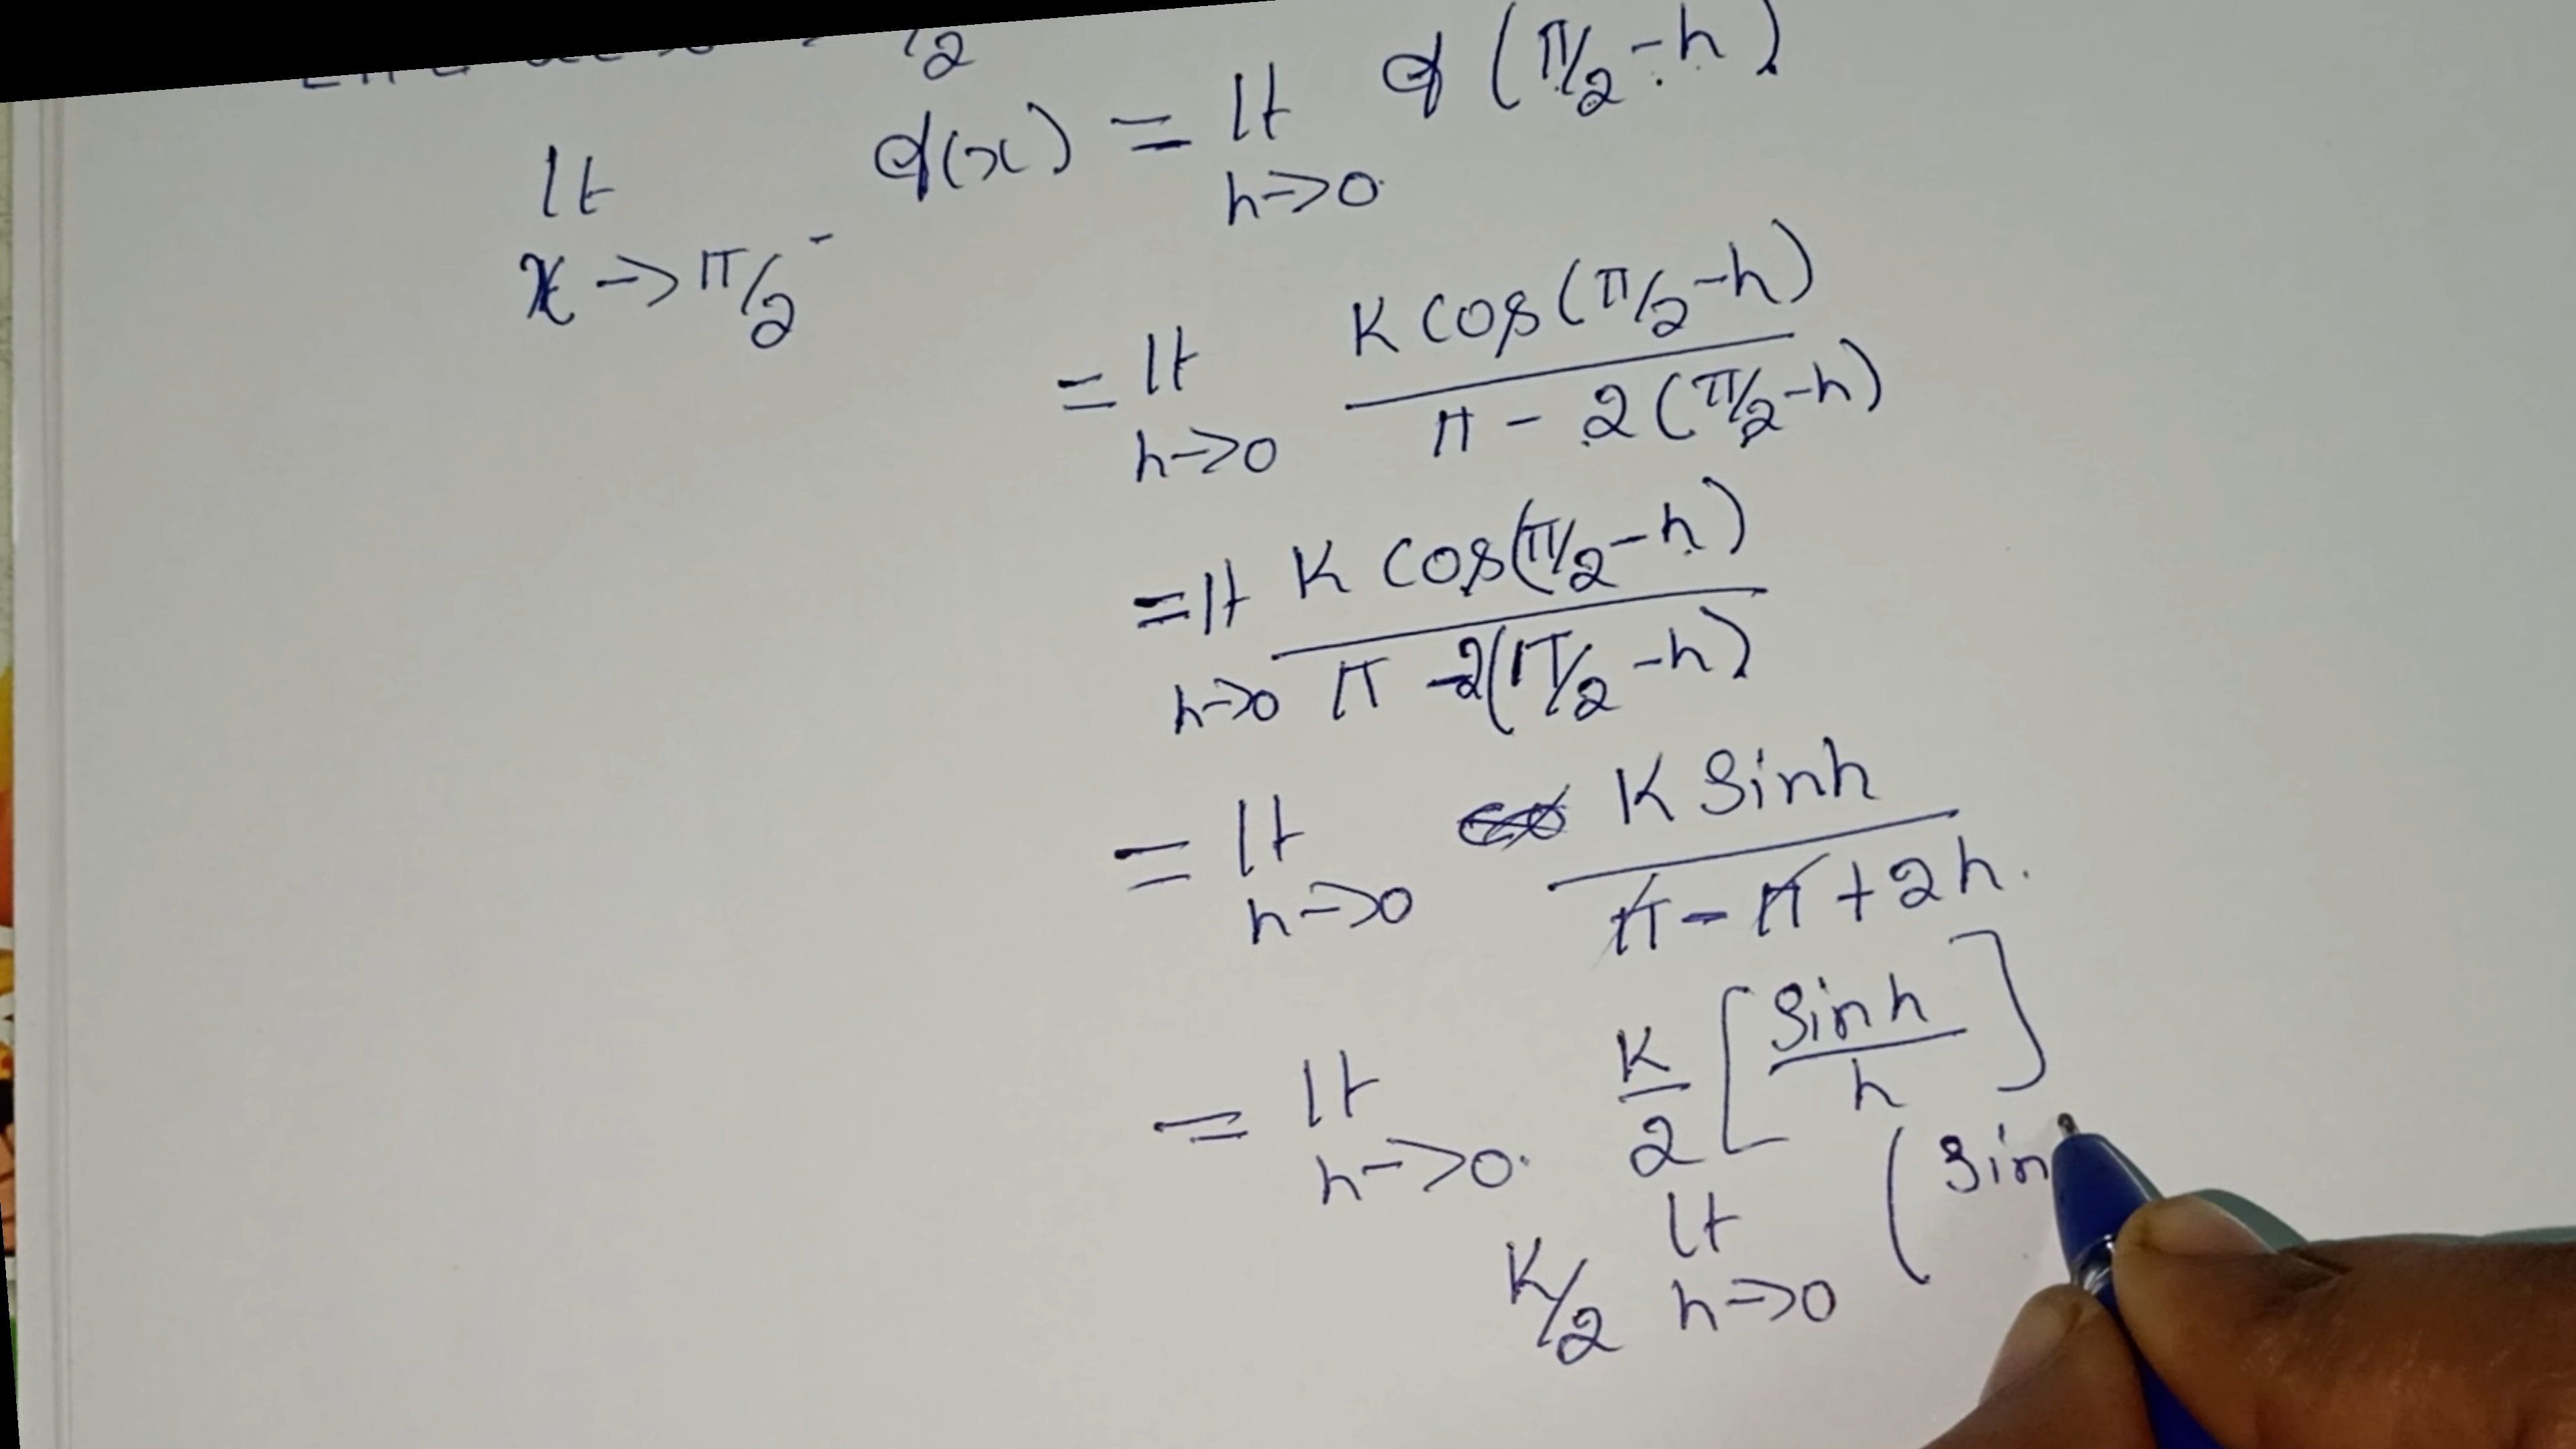 π/2
lt f(x) = lt f(π/2 - h)
x->π/2⁻ h->0
= lt K cos(π/2 - h)
h->0 π - 2(π/2 - h)
= lt K cos(π/2 - h)
h->0 π - 2(π/2 - h)
= lt K sinh
h->0 π - π + 2h.
= lt K/2 [sinh/h]
h->0
K/2 lt (sin
h->0